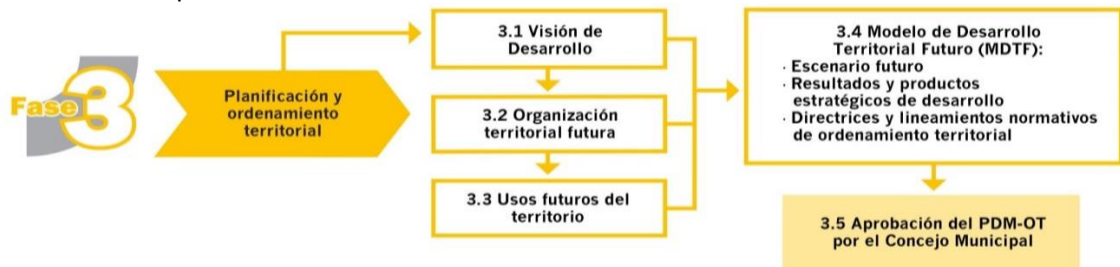 Fase 3
Planificación y
ordenamiento
territorial
3.1 Visión de
Desarrollo
3.2 Organización
territorial futura
3.3 Usos futuros del
territorio
3.4 Modelo de Desarrollo
Territorial Futuro (MDTF):
· Escenario futuro
· Resultados y productos
estratégicos de desarrollo
· Directrices y lineamientos normativos
de ordenamiento territorial
3.5 Aprobación del PDM-OT
por el Concejo Municipal